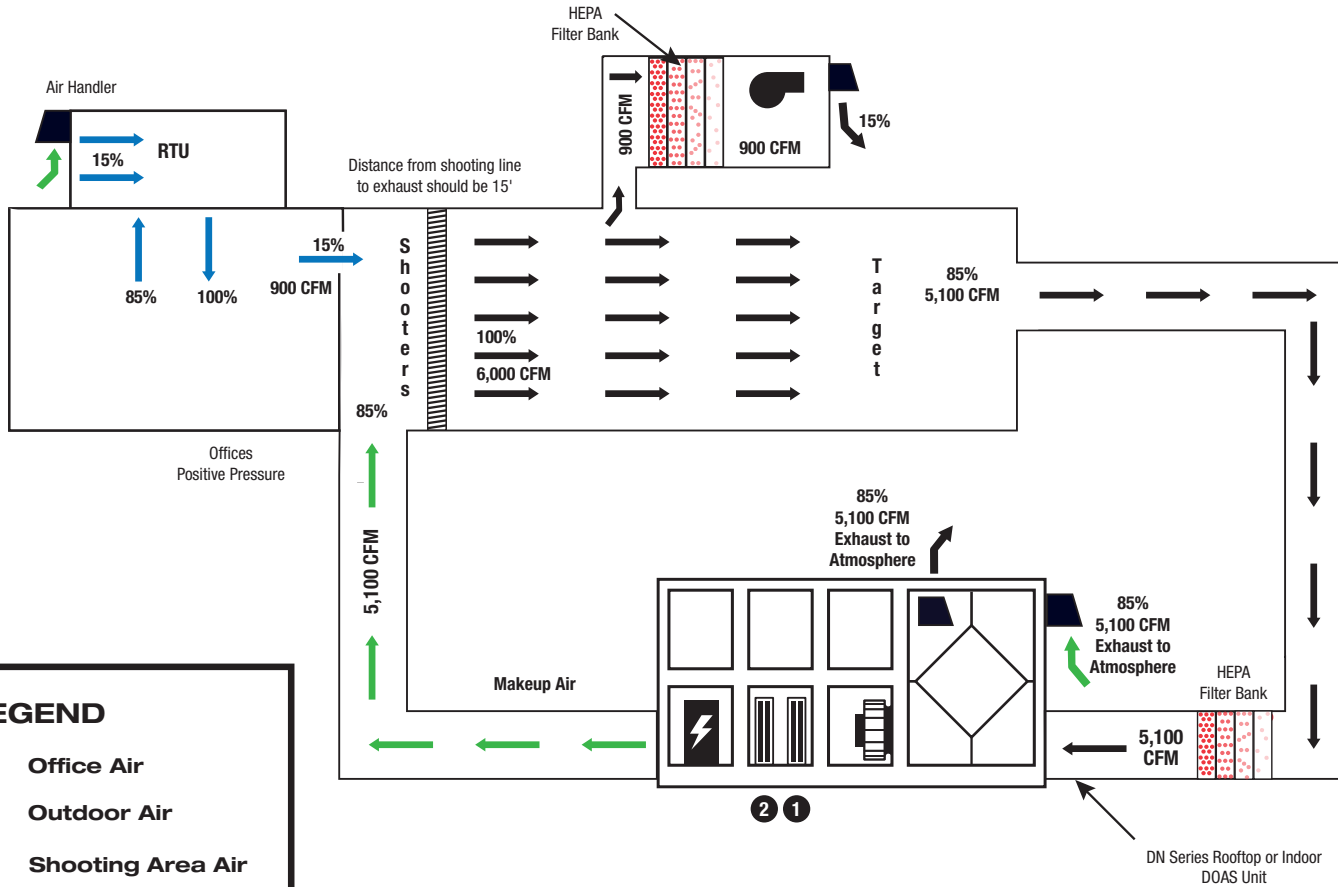 HEPA
Filter Bank
Air Handler
15%
RTU
900 CFM
900 CFM
15%
Distance from shooting line
to exhaust should be 15'
85%
100%
15%
900 CFM
Shooters
100%
6,000 CFM
Target
85%
5,100 CFM
85%
Offices
Positive Pressure
5,100 CFM
85%
5,100 CFM
Exhaust to
Atmosphere
85%
5,100 CFM
Exhaust to
Atmosphere
Makeup Air
HEPA
Filter Bank
5,100
CFM
2 1
DN Series Rooftop or Indoor
DOAS Unit
EGEND
Office Air
Outdoor Air
Shooting Area Air